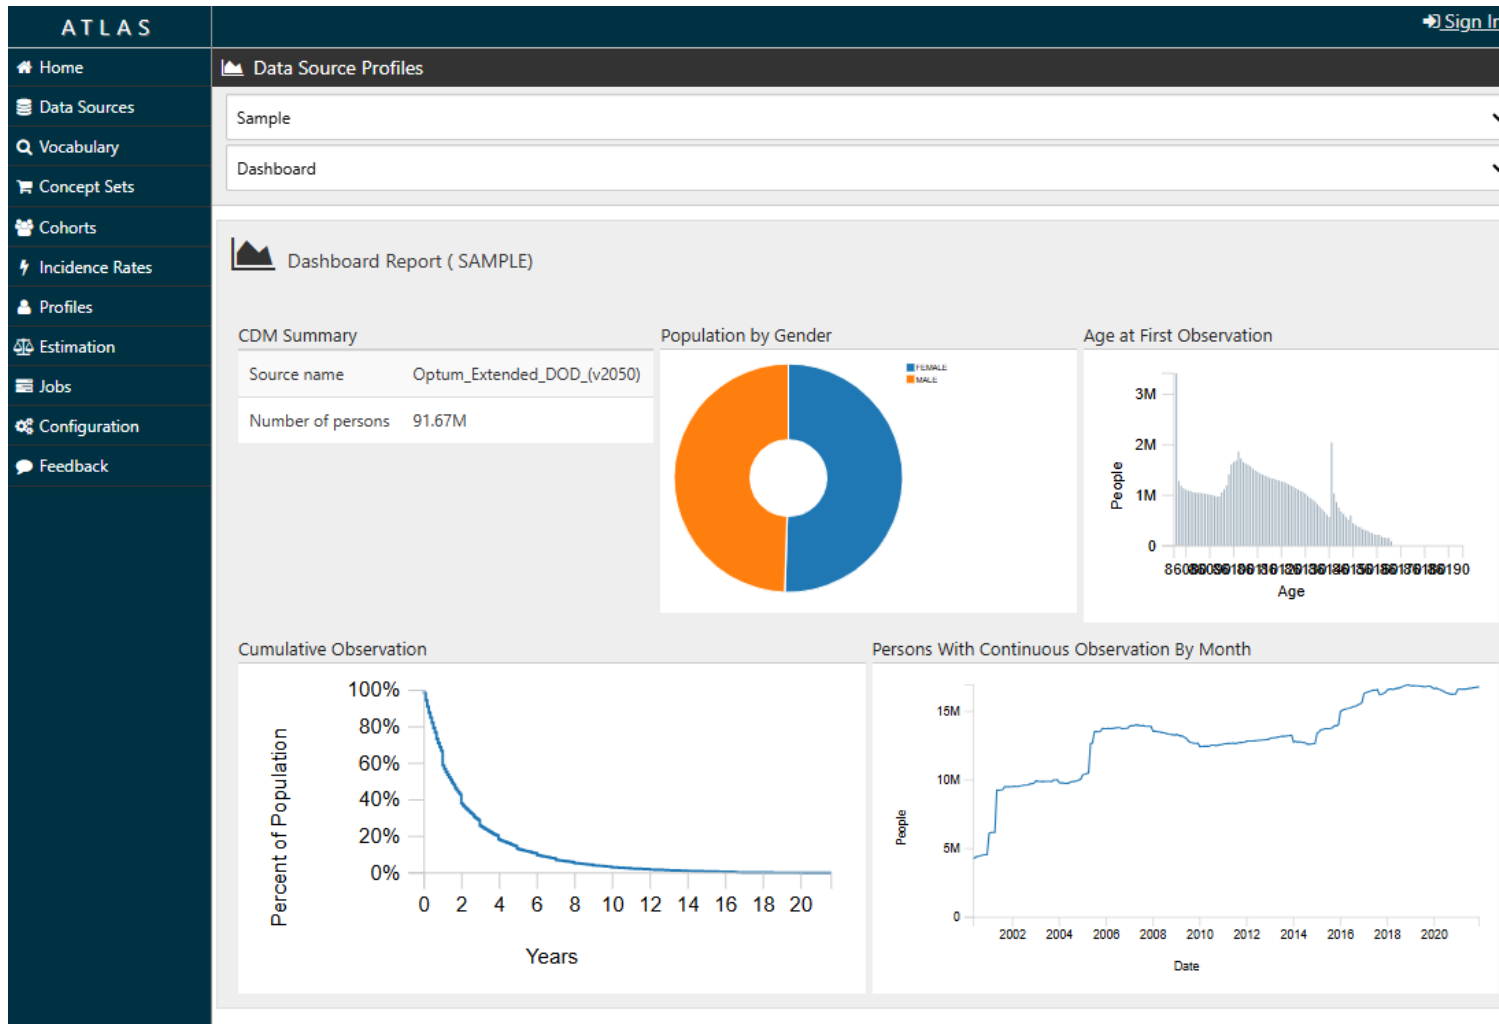 ATLAS
Sign In
Home
Data Sources
Vocabulary
Concept Sets
Cohorts
Incidence Rates
Profiles
Estimation
Jobs
Configuration
Feedback
Data Source Profiles
Sample
Dashboard
Dashboard Report ( SAMPLE)
CDM Summary
Source name Optum_Extended_DOD_(v2050)
Number of persons 91.67M
Population by Gender
FEMALE
MALE
Age at First Observation
3M
2M
1M
0
People
Age
Cumulative Observation
100%
80%
60%
40%
20%
0%
Percent of Population
0 2 4 6 8 10 12 14 16 18 20
Years
Persons With Continuous Observation By Month
15M
10M
5M
0
People
2002 2004 2006 2008 2010 2012 2014 2016 2018 2020
Date